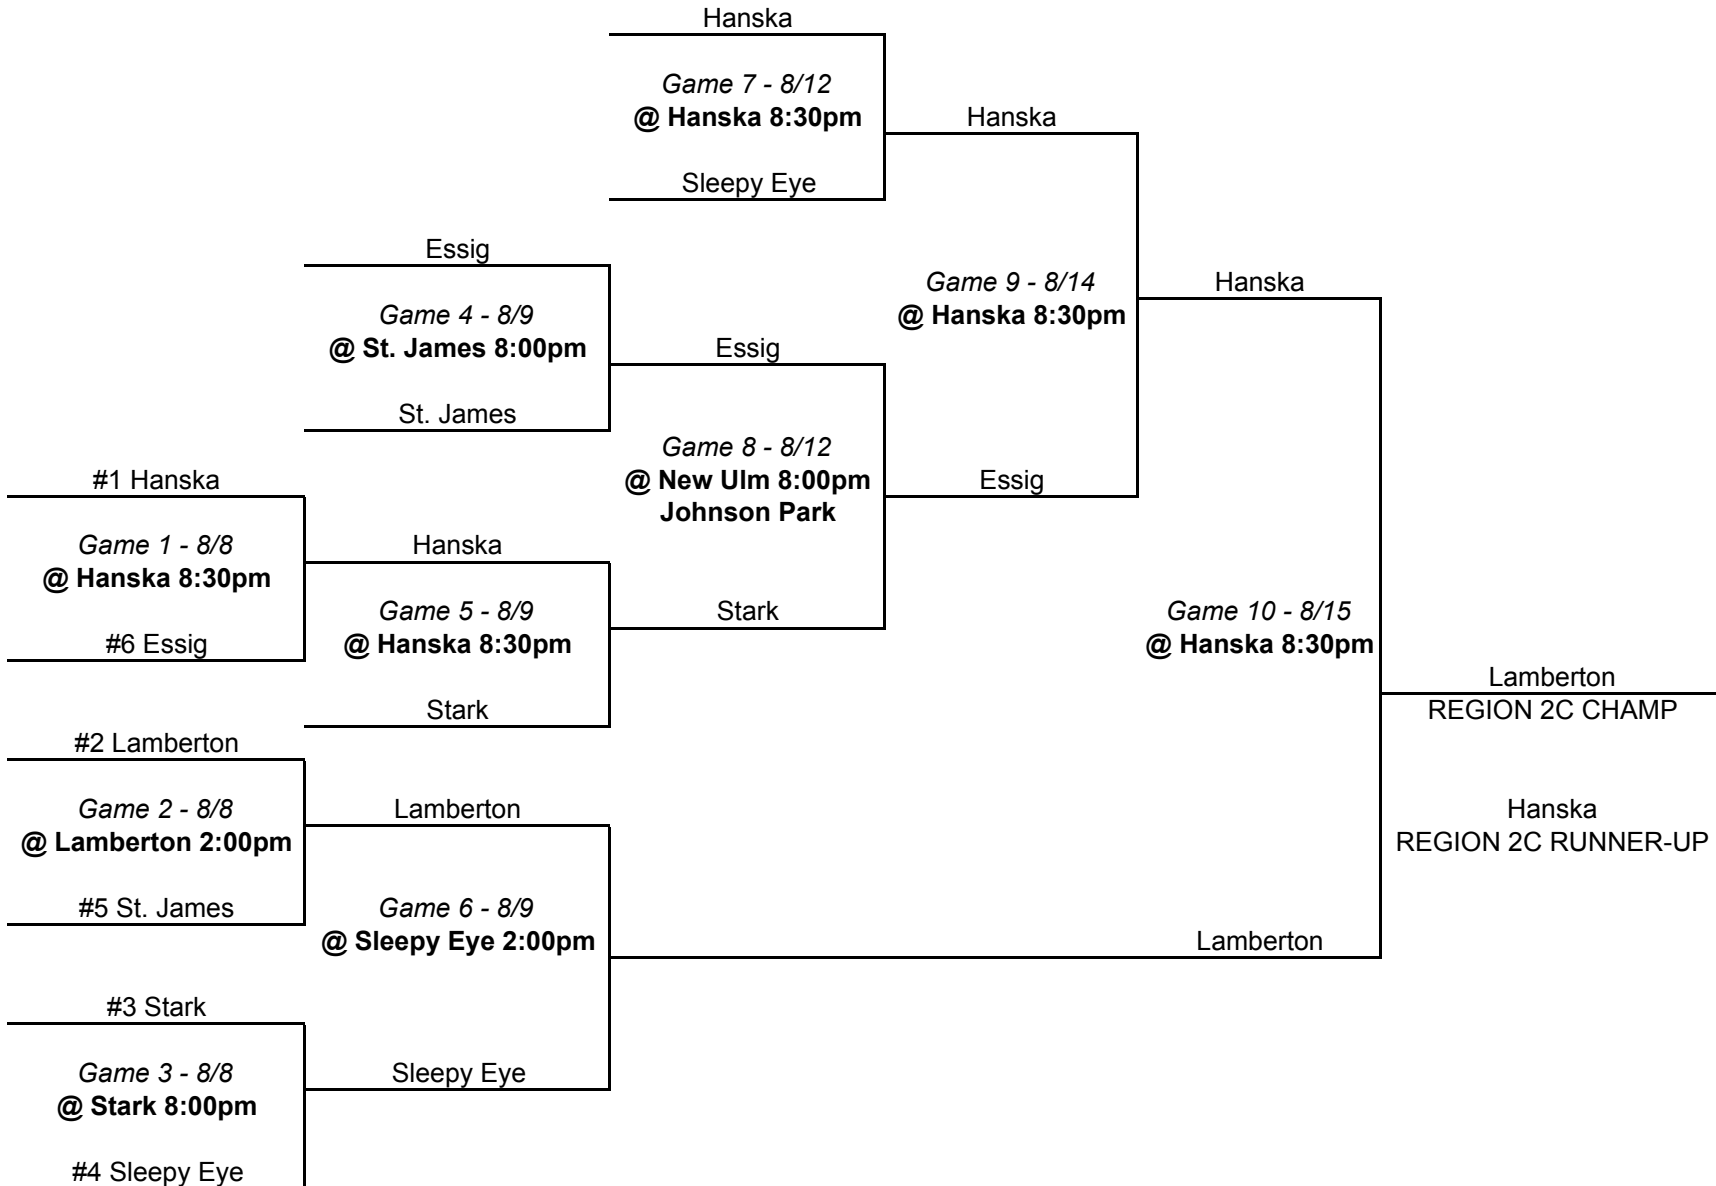 Hanska
Game 7 - 8/12
@ Hanska 8:30pm
Hanska
Sleepy Eye
Essig
Game 9 - 8/14
Hanska
Game 4 - 8/9
@ Hanska 8:30pm
@ St. James 8:00pm
Essig
St. James
Game 8 - 8/12
#1 Hanska
@ New Ulm 8:00pm
Essig
Johnson Park
Game 1 - 8/8
Hanska
@ Hanska 8:30pm
Game 5 - 8/9
Stark
Game 10 - 8/15
#6 Essig
@ Hanska 8:30pm
@ Hanska 8:30pm
Lamberton
Stark
REGION 2C CHAMP
#2 Lamberton
Game 2 - 8/8
Lamberton
Hanska
@ Lamberton 2:00pm
REGION 2C RUNNER-UP
#5 St. James
Game 6 - 8/9
@ Sleepy Eye 2:00pm
Lamberton
#3 Stark
Game 3 - 8/8
Sleepy Eye
@ Stark 8:00pm
#4 Sleepy Eye